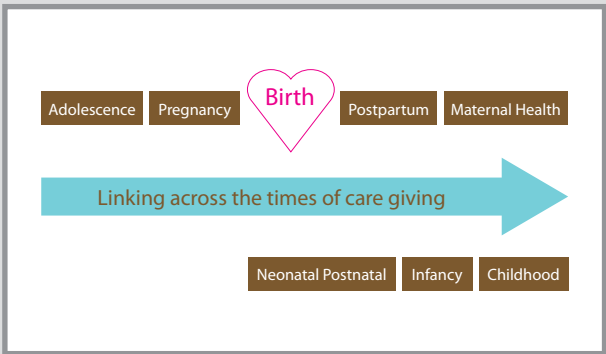 Adolescence
Pregnancy
Birth
Postpartum
Maternal Health
Linking across the times of care giving
Neonatal Postnatal
Infancy
Childhood